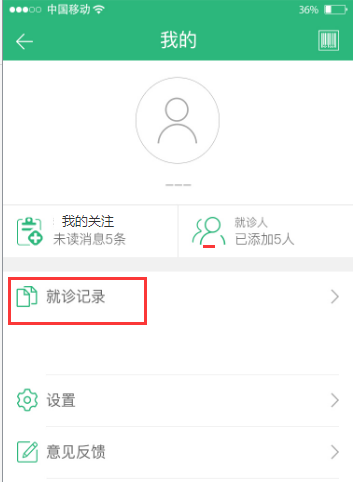 中国移动
36%
我的
---
我的关注
未读消息5条
就诊人
已添加5人
就诊记录
设置
意见反馈